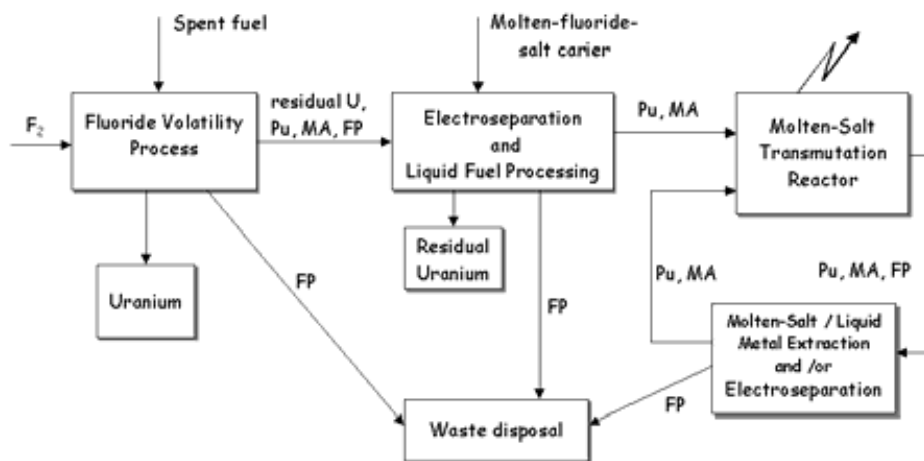 Spent fuel
Molten-fluoride-
salt carier
F2
Fluoride Volatility
Process
residual U,
Pu, MA, FP
Electroseparation
and
Liquid Fuel Processing
Pu, MA
Molten-Salt
Transmutation
Reactor
Uranium
Residual
Uranium
FP
FP
Pu, MA
Pu, MA, FP
Molten-Salt / Liquid
Metal Extraction
and /or
Electroseparation
FP
Waste disposal